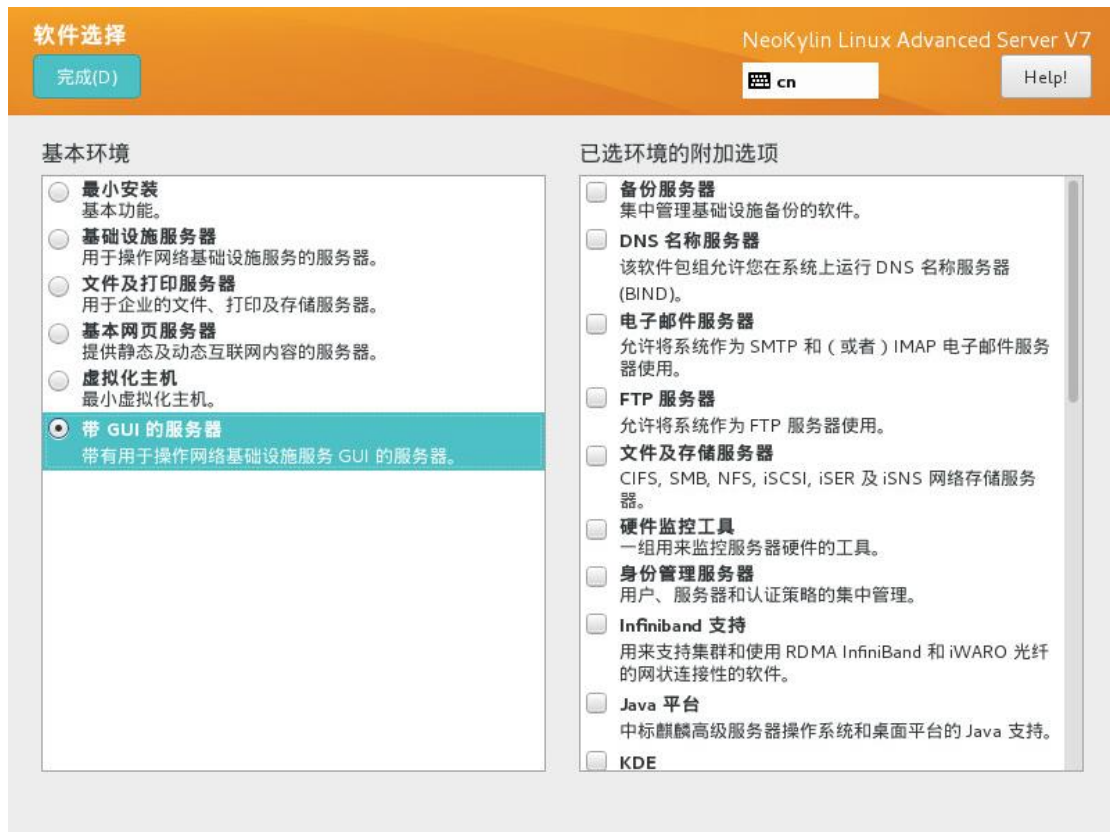 软件选择
完成(D)
NeoKylin Linux Advanced Server V7
cn
Help!
基本环境
最小安装
基本功能。
基础设施服务器
用于操作网络基础设施服务的服务器。
文件及打印服务器
用于企业的文件、打印及存储服务器。
基本网页服务器
提供静态及动态互联网内容的服务器。
虚拟化主机
最小虚拟化主机。
带 GUI 的服务器
带有用于操作网络基础设施服务 GUI 的服务器。
已选环境的附加选项
备份服务器
集中管理基础设施备份的软件。
DNS 名称服务器
该软件包组允许您在系统上运行 DNS 名称服务器
(BIND)。
电子邮件服务器
允许将系统作为 SMTP 和 ( 或者 ) IMAP 电子邮件服务
器使用。
FTP 服务器
允许将系统作为 FTP 服务器使用。
文件及存储服务器
CIFS, SMB, NFS, iSCSI, iSER 及 iSNS 网络存储服务
器。
硬件监控工具
一组用来监控服务器硬件的工具。
身份管理服务器
用户、服务器和认证策略的集中管理。
Infiniband 支持
用来支持集群和使用 RDMA InfiniBand 和 iWARO 光纤
的网状连接性的软件。
Java 平台
中标麒麟高级服务器操作系统和桌面平台的 Java 支持。
KDE